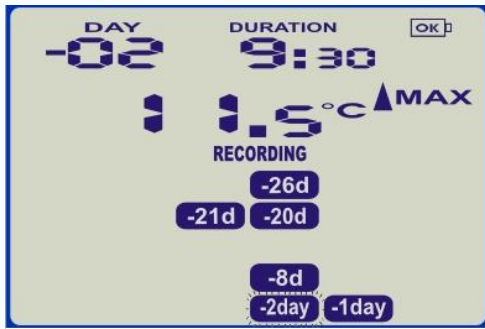 DAY DURATION OK
-02 9:30
11.5°C MAX
RECORDING
-26d
-21d -20d
-8d
-2day -1day